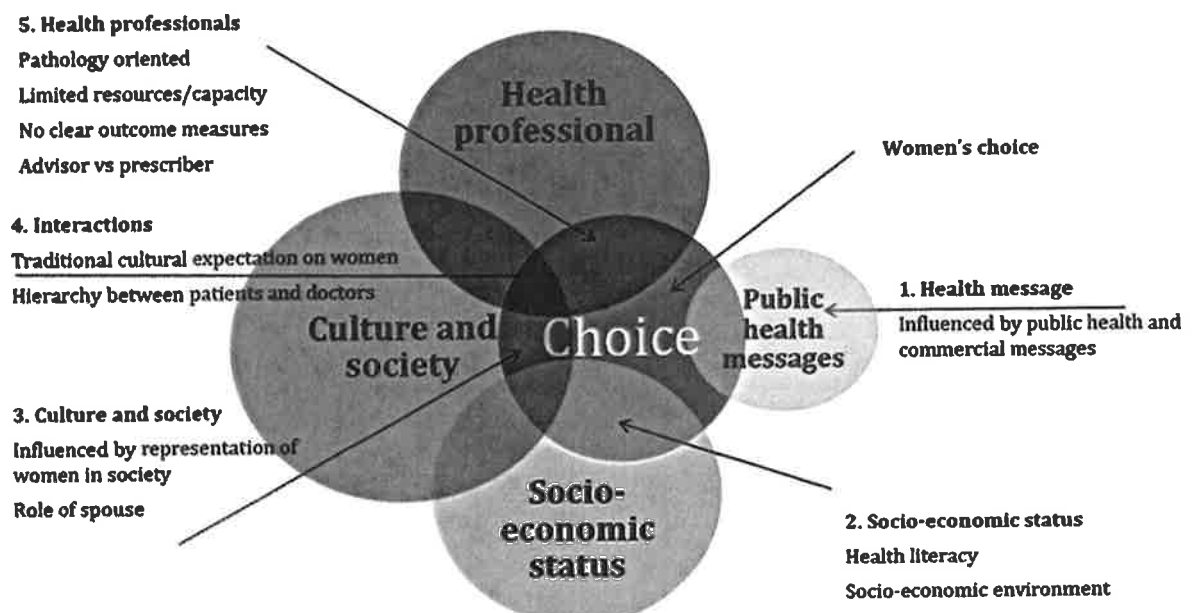 5. Health professionals
Pathology oriented
Limited resources/capacity
No clear outcome measures
Advisor vs prescriber
Health
professional
Women's choice
4. Interactions
Traditional cultural expectation on women
Hierarchy between patients and doctors
Culture and
society
Choice
Public
health
messages
1. Health message
Influenced by public health and
commercial messages
3. Culture and society
Influenced by representation of
women in society
Role of spouse
Socio-
economic
status
2. Socio-economic status
Health literacy
Socio-economic environment